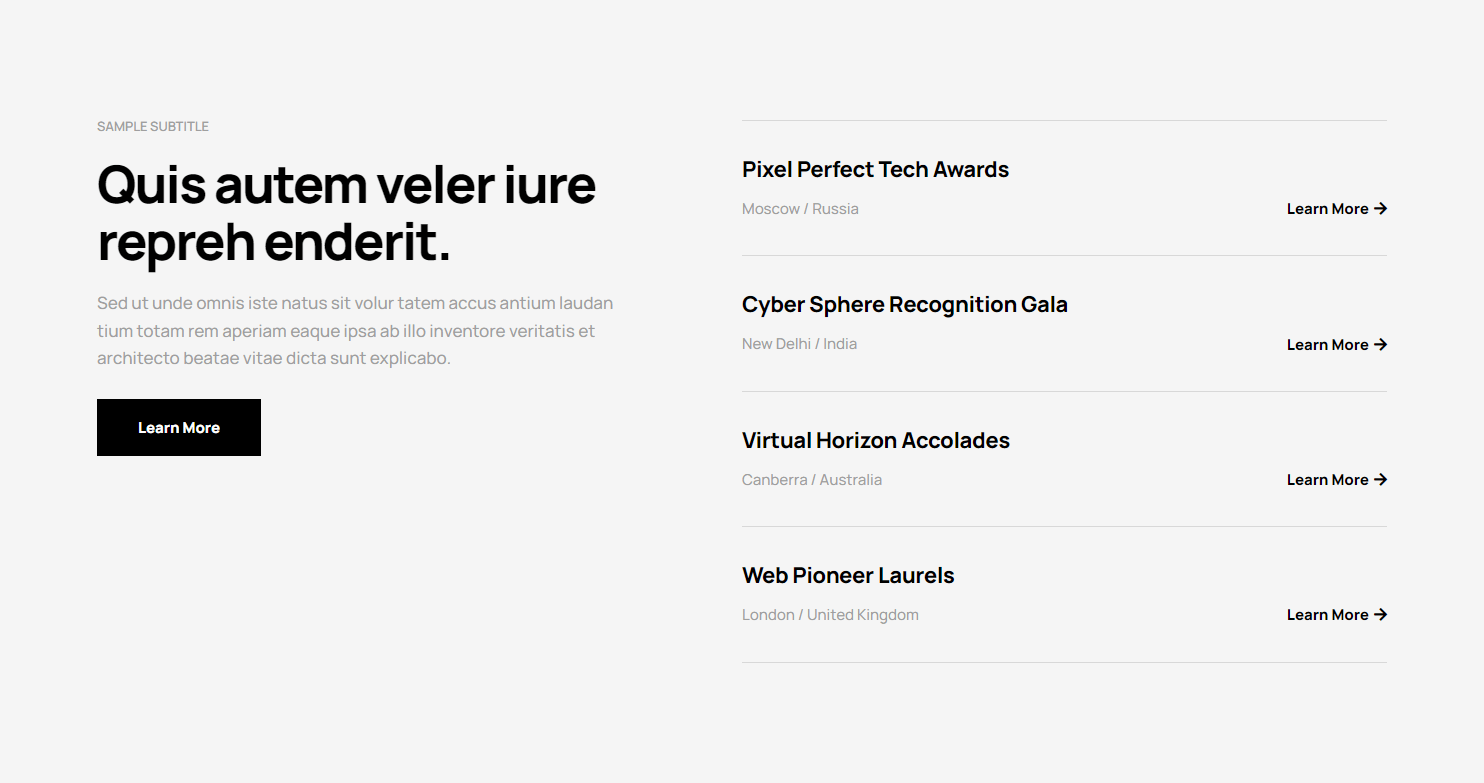 SAMPLE SUBTITLE
Quis autem veler iure
repreh enderit.
Sed ut unde omnis iste natus sit volur tatem accus antium laudan
tium totam rem aperiam eaque ipsa ab illo inventore veritatis et
architecto beatae vitae dicta sunt explicabo.
Learn More
Pixel Perfect Tech Awards
Moscow / Russia
Learn More →
Cyber Sphere Recognition Gala
New Delhi / India
Learn More →
Virtual Horizon Accolades
Canberra / Australia
Learn More →
Web Pioneer Laurels
London / United Kingdom
Learn More →